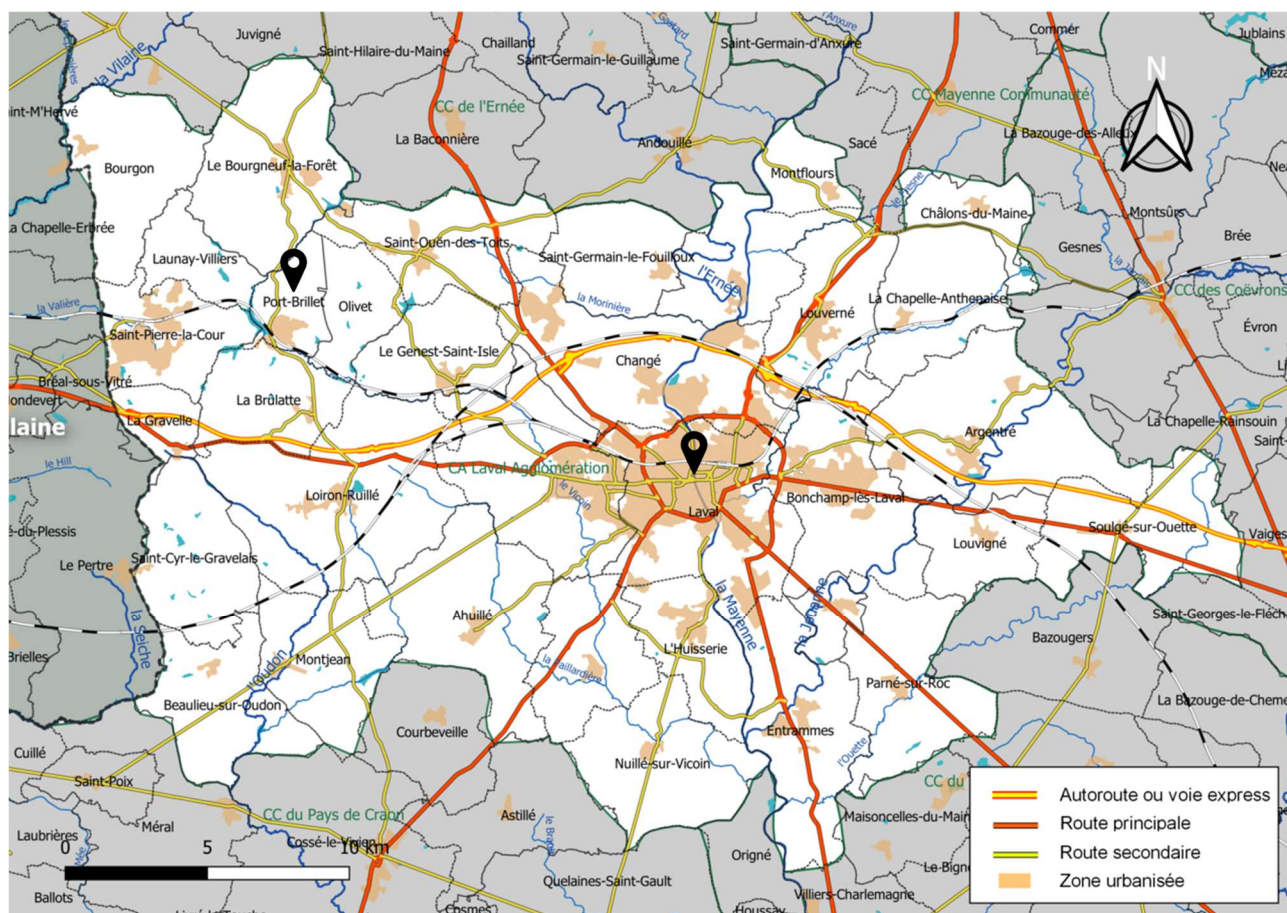 Juvigné
Saint-Hilaire-du-Maine
Chailland
Saint-Germain-le-Guillaume
Saint-Germain-d'Anxure
l'Anxure
Commer
Jublains
la Vilaine
CC de l'Ernée
CC Mayenne Communauté
N
La Baconnière
Andouillé
Sacé
La Bazouge-des-Alleux
Bourgon
Le Bourgneuf-la-Forêt
Montflours
Châlons-du-Maine
Montsûrs
La Chapelle-Erbrée
Launay-Villiers
Saint-Ouën-des-Toits
Saint-Germain-le-Fouilloux
l'Ernée
Gesnes
Brée
la Valière
Port-Brillet
Olivet
la Morinière
Louverné
La Chapelle-Anthenaise
CC des Coëvrons
Saint-Pierre-la-Cour
Le Genest-Saint-Isle
Changé
Évron
Bréal-sous-Vitré
La Brûlatte
La Gravelle
Argentré
La Chapelle-Rainsouin
laine
le Hill
CA Laval Agglomération
Loiron-Ruillé
le Vicoin
Laval
Bonchamp-lès-Laval
Louvigné
Soulgé-sur-Ouette
Vaiges
Le Pertre
Saint-Cyr-le-Gravelais
la Seiche
Ahuillé
la Mayenne
la Jouanne
Saint-Georges-le-Fléch
Bazougers
Brielles
Montjean
l'Oudon
L'Huisserie
Parné-sur-Roc
La Bazouge-de-Cheme
Beaulieu-sur-Oudon
Courbeveille
Entrammes
l'Ouette
Cuillé
Saint-Poix
Nuillé-sur-Vicoin
CC du
Méral
CC du Pays de Craon
Astillé
Laubrières
Cossé-le-Vivien
Maisoncelles-du-Main
0 5 10 km
Origné
Le Bign
Ballots
Quelaines-Saint-Gault
Villiers-Charlemagne
Cosmes
Houssay
Autoroute ou voie express
Route principale
Route secondaire
Zone urbanisée